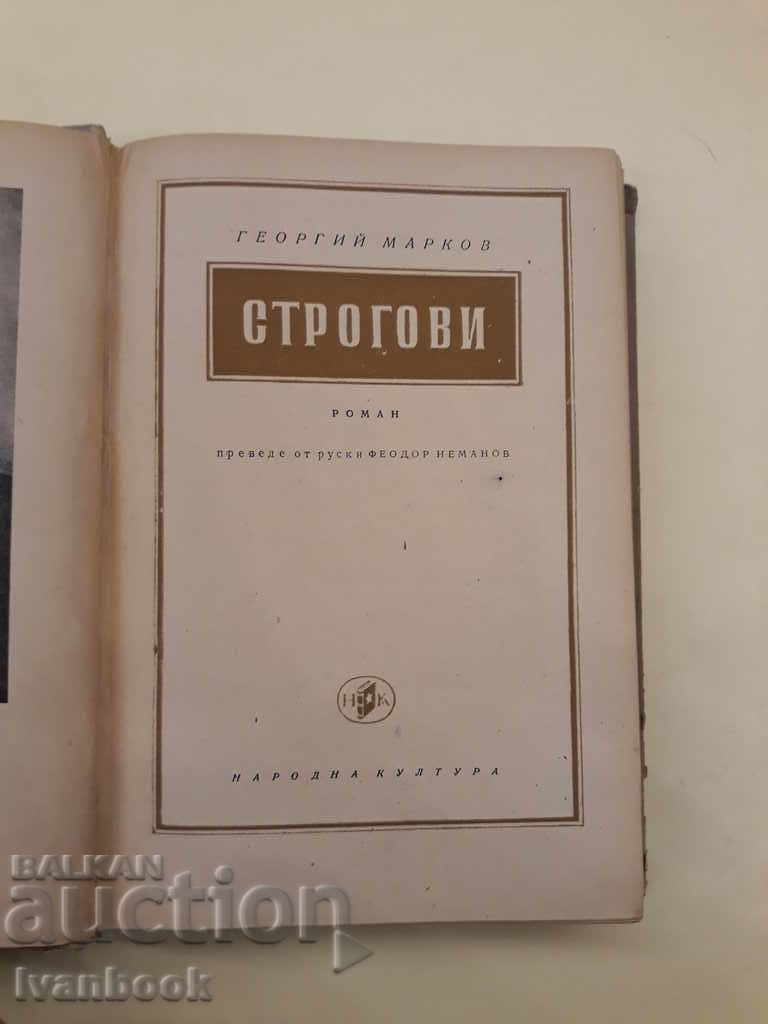 ГЕОРГИЙ МАРКОВ
СТРОГОВИ
РОМАН
преведе от руски ФЕОДОР НЕМАНОВ
НК
НАРОДНА КУЛТУРА
BALKAN
auction
Ivanbook